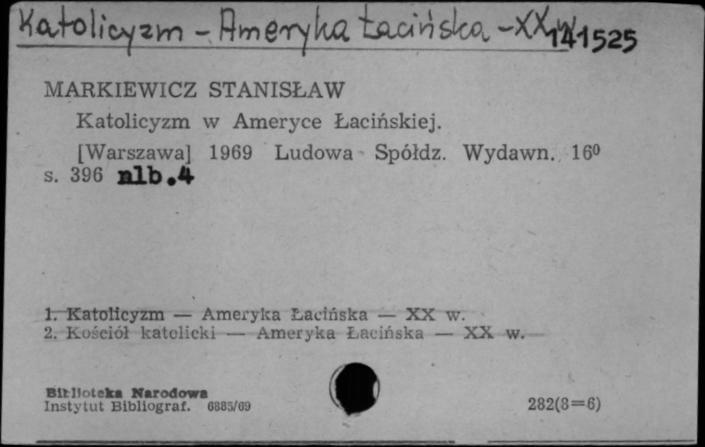 Katolicyzm - Ameryka Łacińska - XX w.
141525
MARKIEWICZ STANISŁAW
Katolicyzm w Ameryce Łacińskiej.
[Warszawa] 1969 Ludowa Spółdz. Wydawn. 16⁰
s. 396 nlb.4
1. Katolicyzm — Ameryka Łacińska — XX w.
2. Kościół katolicki — Ameryka Łacińska — XX w.
Biblioteka Narodowa
Instytut Bibliograf. 6885/69
282(8=6)